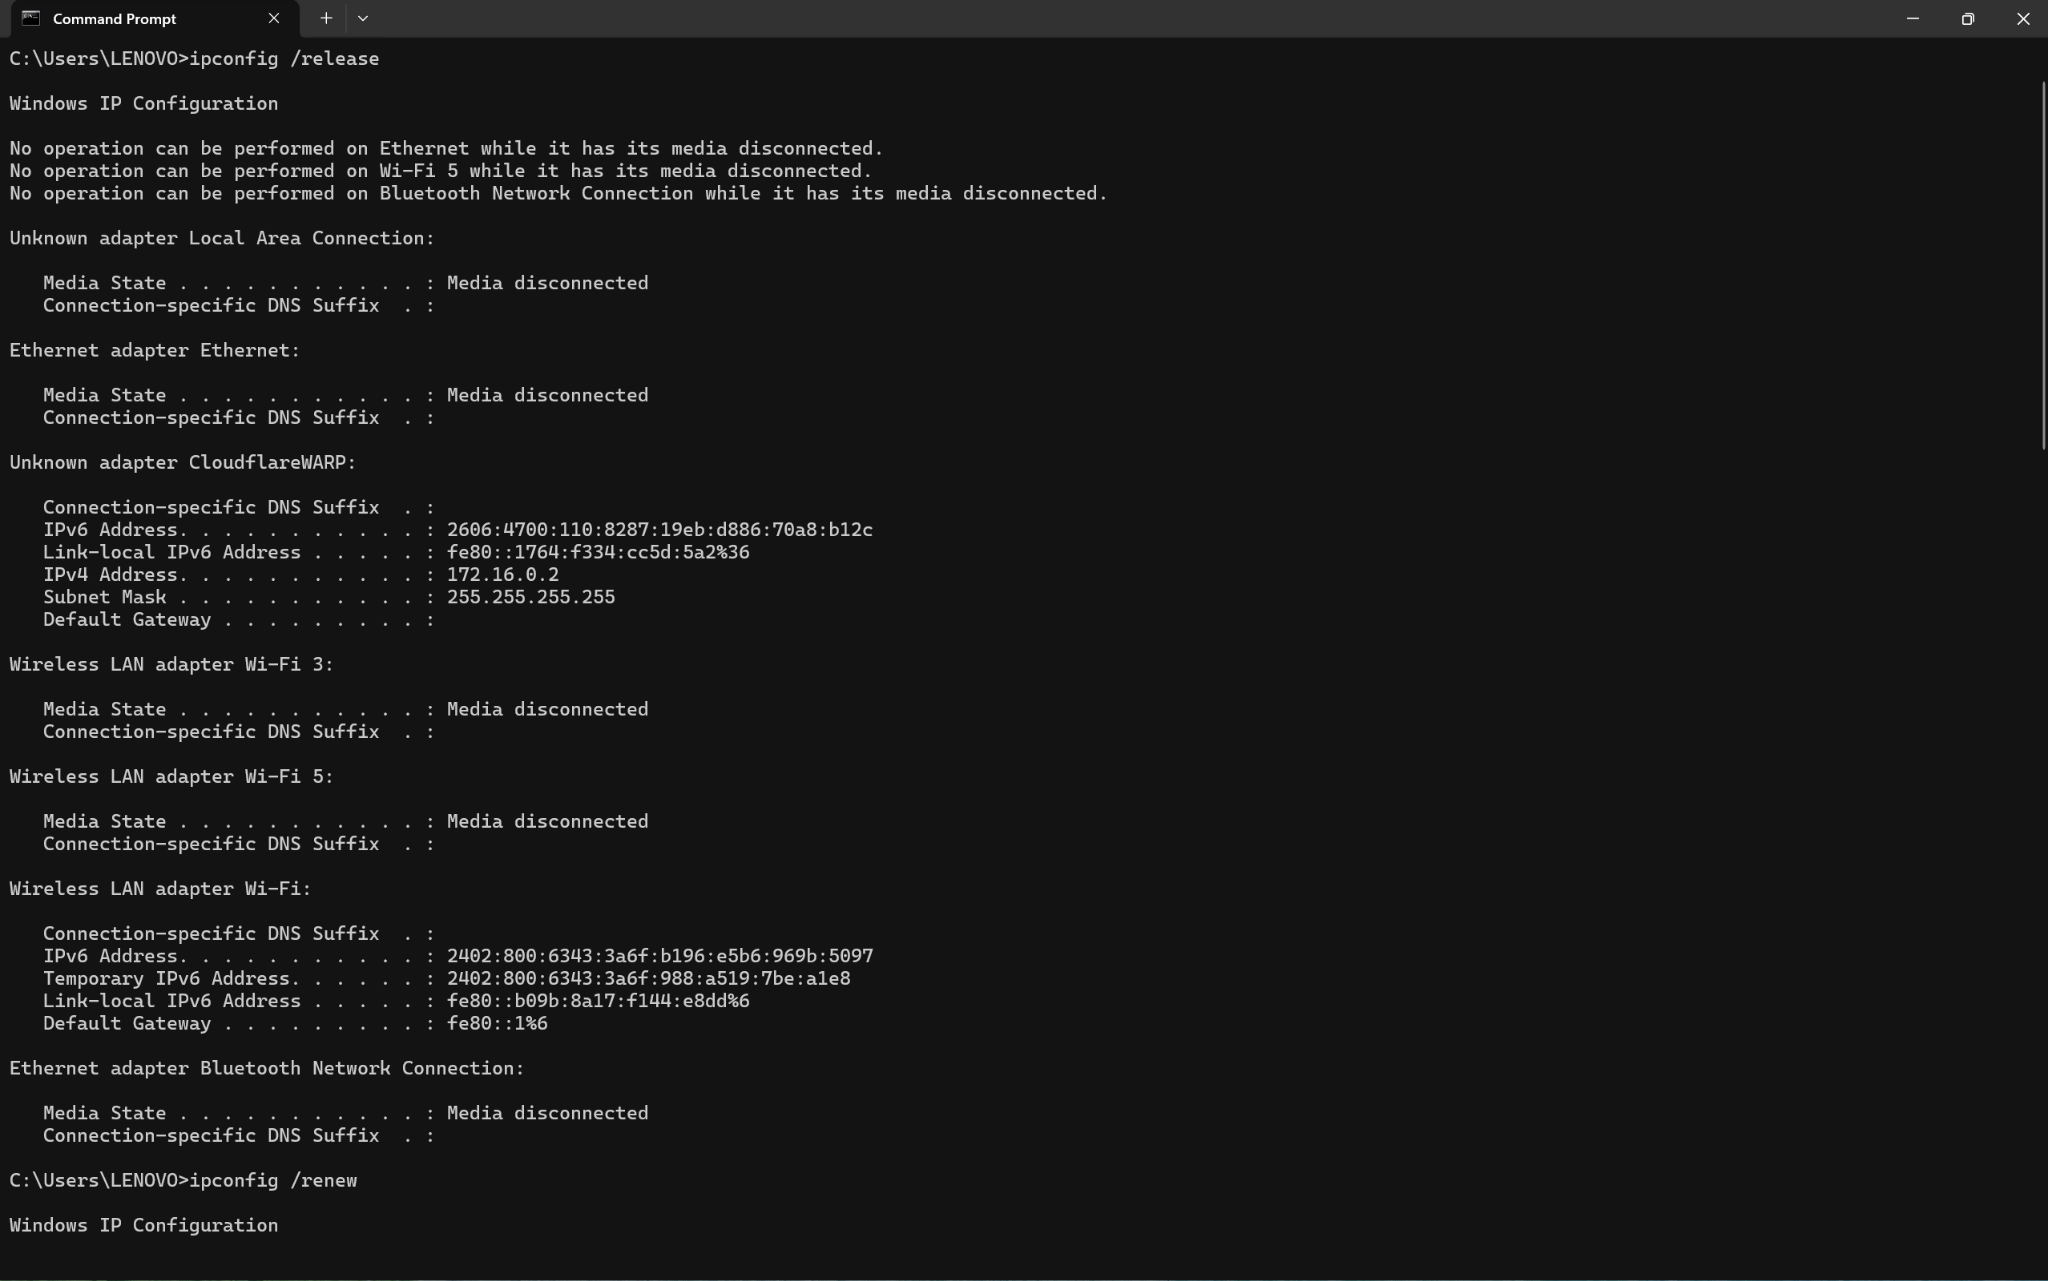 Command Prompt
C:\Users\LENOVO>ipconfig /release
Windows IP Configuration
No operation can be performed on Ethernet while it has its media disconnected.
No operation can be performed on Wi-Fi 5 while it has its media disconnected.
No operation can be performed on Bluetooth Network Connection while it has its media disconnected.
Unknown adapter Local Area Connection:
   Media State . . . . . . . . . . . : Media disconnected
   Connection-specific DNS Suffix  . :
Ethernet adapter Ethernet:
   Media State . . . . . . . . . . . : Media disconnected
   Connection-specific DNS Suffix  . :
Unknown adapter CloudflareWARP:
   Connection-specific DNS Suffix  . :
   IPv6 Address. . . . . . . . . . . : 2606:4700:110:8287:19eb:d886:70a8:b12c
   Link-local IPv6 Address . . . . . : fe80::1764:f334:cc5d:5a2%36
   IPv4 Address. . . . . . . . . . . : 172.16.0.2
   Subnet Mask . . . . . . . . . . . : 255.255.255.255
   Default Gateway . . . . . . . . . :
Wireless LAN adapter Wi-Fi 3:
   Media State . . . . . . . . . . . : Media disconnected
   Connection-specific DNS Suffix  . :
Wireless LAN adapter Wi-Fi 5:
   Media State . . . . . . . . . . . : Media disconnected
   Connection-specific DNS Suffix  . :
Wireless LAN adapter Wi-Fi:
   Connection-specific DNS Suffix  . :
   IPv6 Address. . . . . . . . . . . : 2402:800:6343:3a6f:b196:e5b6:969b:5097
   Temporary IPv6 Address. . . . . . : 2402:800:6343:3a6f:988:a519:7be:a1e8
   Link-local IPv6 Address . . . . . : fe80::b09b:8a17:f144:e8dd%6
   Default Gateway . . . . . . . . . : fe80::1%6
Ethernet adapter Bluetooth Network Connection:
   Media State . . . . . . . . . . . : Media disconnected
   Connection-specific DNS Suffix  . :
C:\Users\LENOVO>ipconfig /renew
Windows IP Configuration